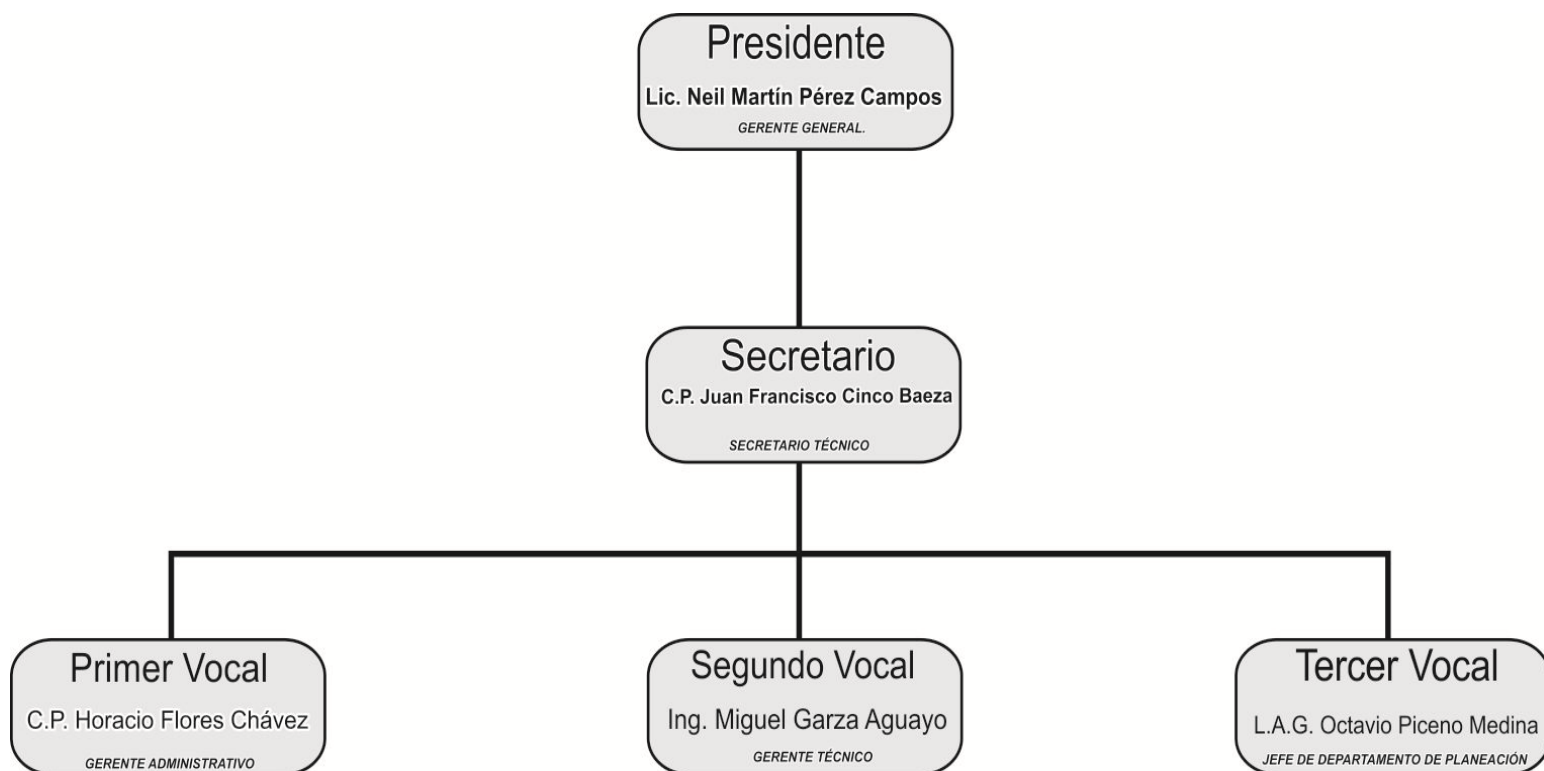 Presidente
Lic. Neil Martín Pérez Campos
GERENTE GENERAL.
Secretario
C.P. Juan Francisco Cinco Baeza
SECRETARIO TÉCNICO
Primer Vocal
C.P. Horacio Flores Chávez
GERENTE ADMINISTRATIVO
Segundo Vocal
Ing. Miguel Garza Aguayo
GERENTE TÉCNICO
Tercer Vocal
L.A.G. Octavio Piceno Medina
JEFE DE DEPARTAMENTO DE PLANEACIÓN